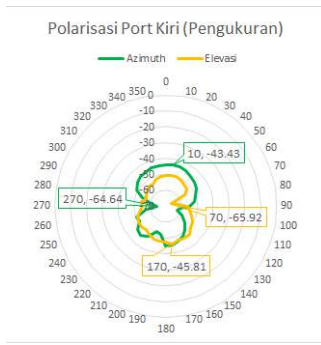 Polarisasi Port Kiri (Pengukuran)
Azimuth Elevasi
0
350 0 10
340 -10 20
330 -20 30
320 -30 40
310 -40 50
300 -50 60
290 -60 70
280 80
270 90
260 100
250 110
240 120
230 130
220 140
210 150
200 190 170 160
180
10, -43.43
270, -64.64
70, -65.92
170, -45.81